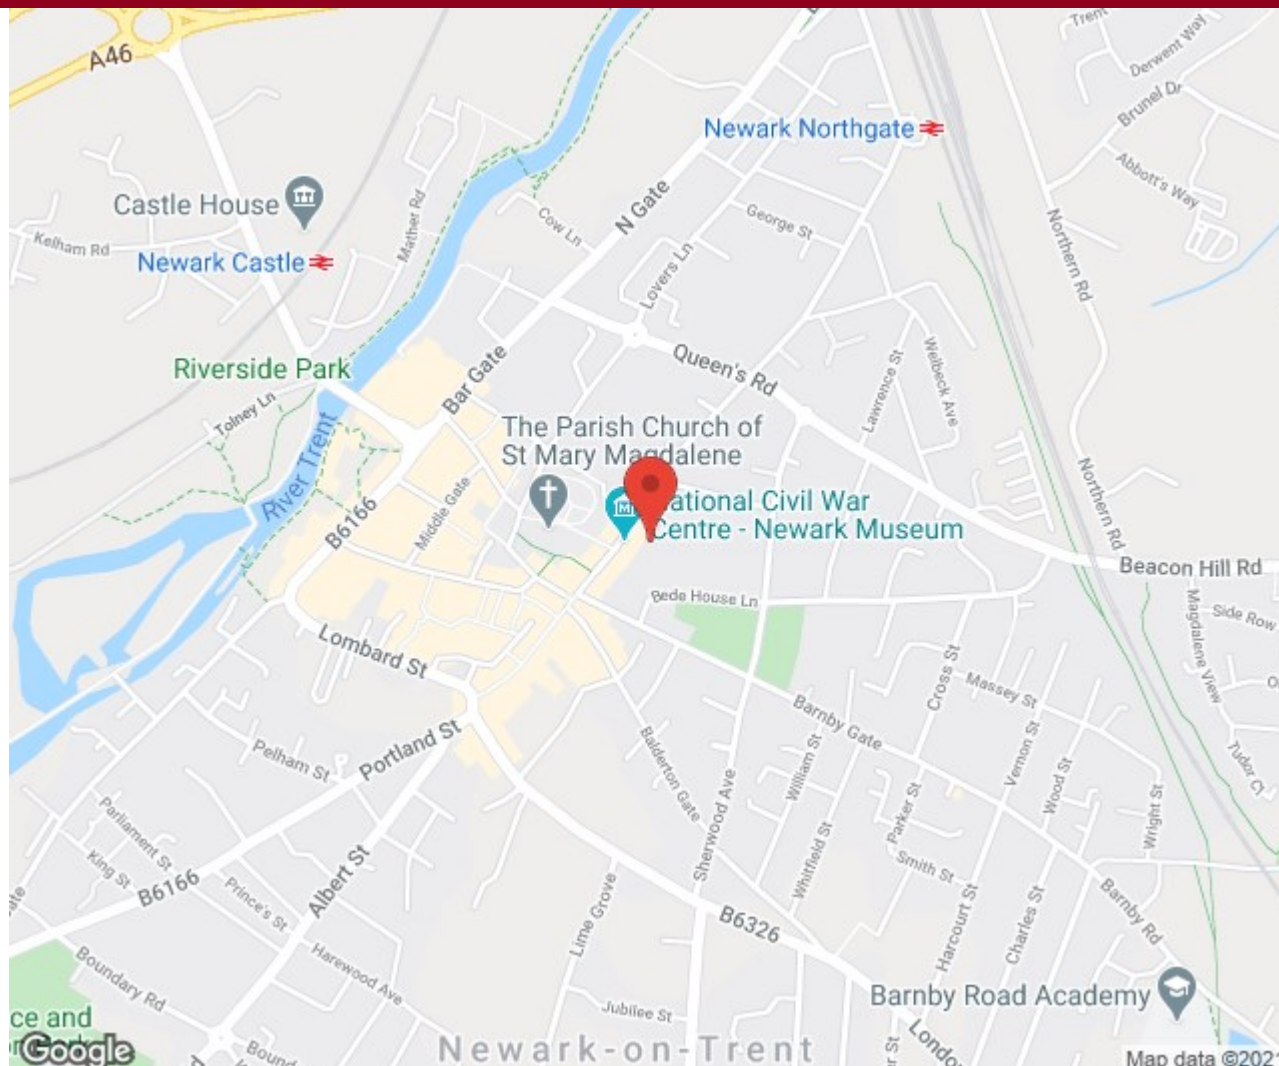 A46
Trent
Derwent Way
Brunel Dr
Newark Northgate
Abbott's Way
Castle House
Kelham Rd
Mather Rd
Cow Ln
N Gate
George St
Northern Rd
Newark Castle
Lovers Ln
Riverside Park
Bar Gate
Queen's Rd
Lawrence St
Welbeck Ave
Tolney Ln
River Trent
The Parish Church of
St Mary Magdalene
Northern Rd
B6166
Middle Gate
National Civil War
Centre - Newark Museum
Beacon Hill Rd
Bede House Ln
Magdalene View
Side Row
Lombard St
Cross St
Massey St
Barnby Gate
Pelham St
Portland St
Balderton Gate
Sherwood Ave
William St
Vernon St
Wood St
Tudor Cl
Wright St
Parliament St
King St
Prince's St
B6166
Albert St
Parker St
Whitfield St
Smith St
Lime Grove
B6326
Harcourt St
Charles St
Barnby Rd
Harewood Ave
Boundary Rd
Barnby Road Academy
ce and
Jubilee St
Google
Newark-on-Trent
London
Map data ©2021